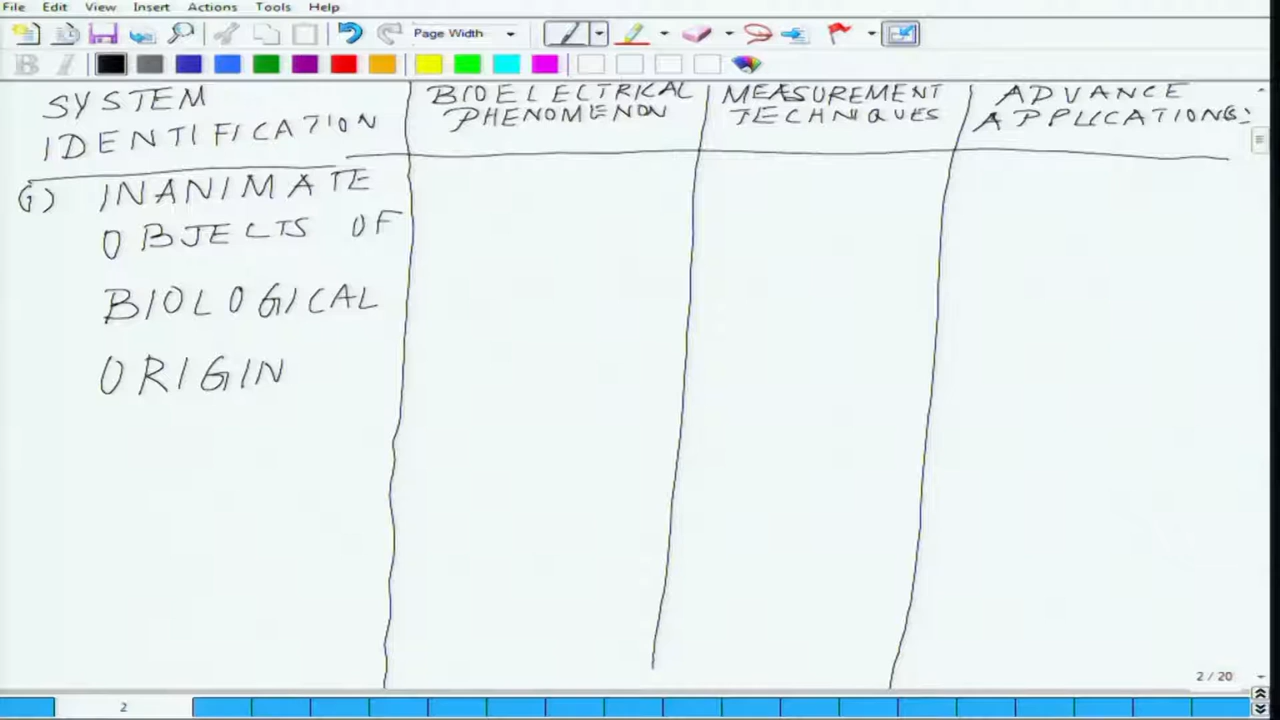 File Edit View Insert Actions Tools Help
Page Width
SYSTEM
IDENTIFICATION
BIOELECTRICAL
PHENOMENON
MEASUREMENT
TECHNIQUES
ADVANCE
APPLICATIONS:
(1) INANIMATE
OBJECTS OF
BIOLOGICAL
ORIGIN
2 / 20
2